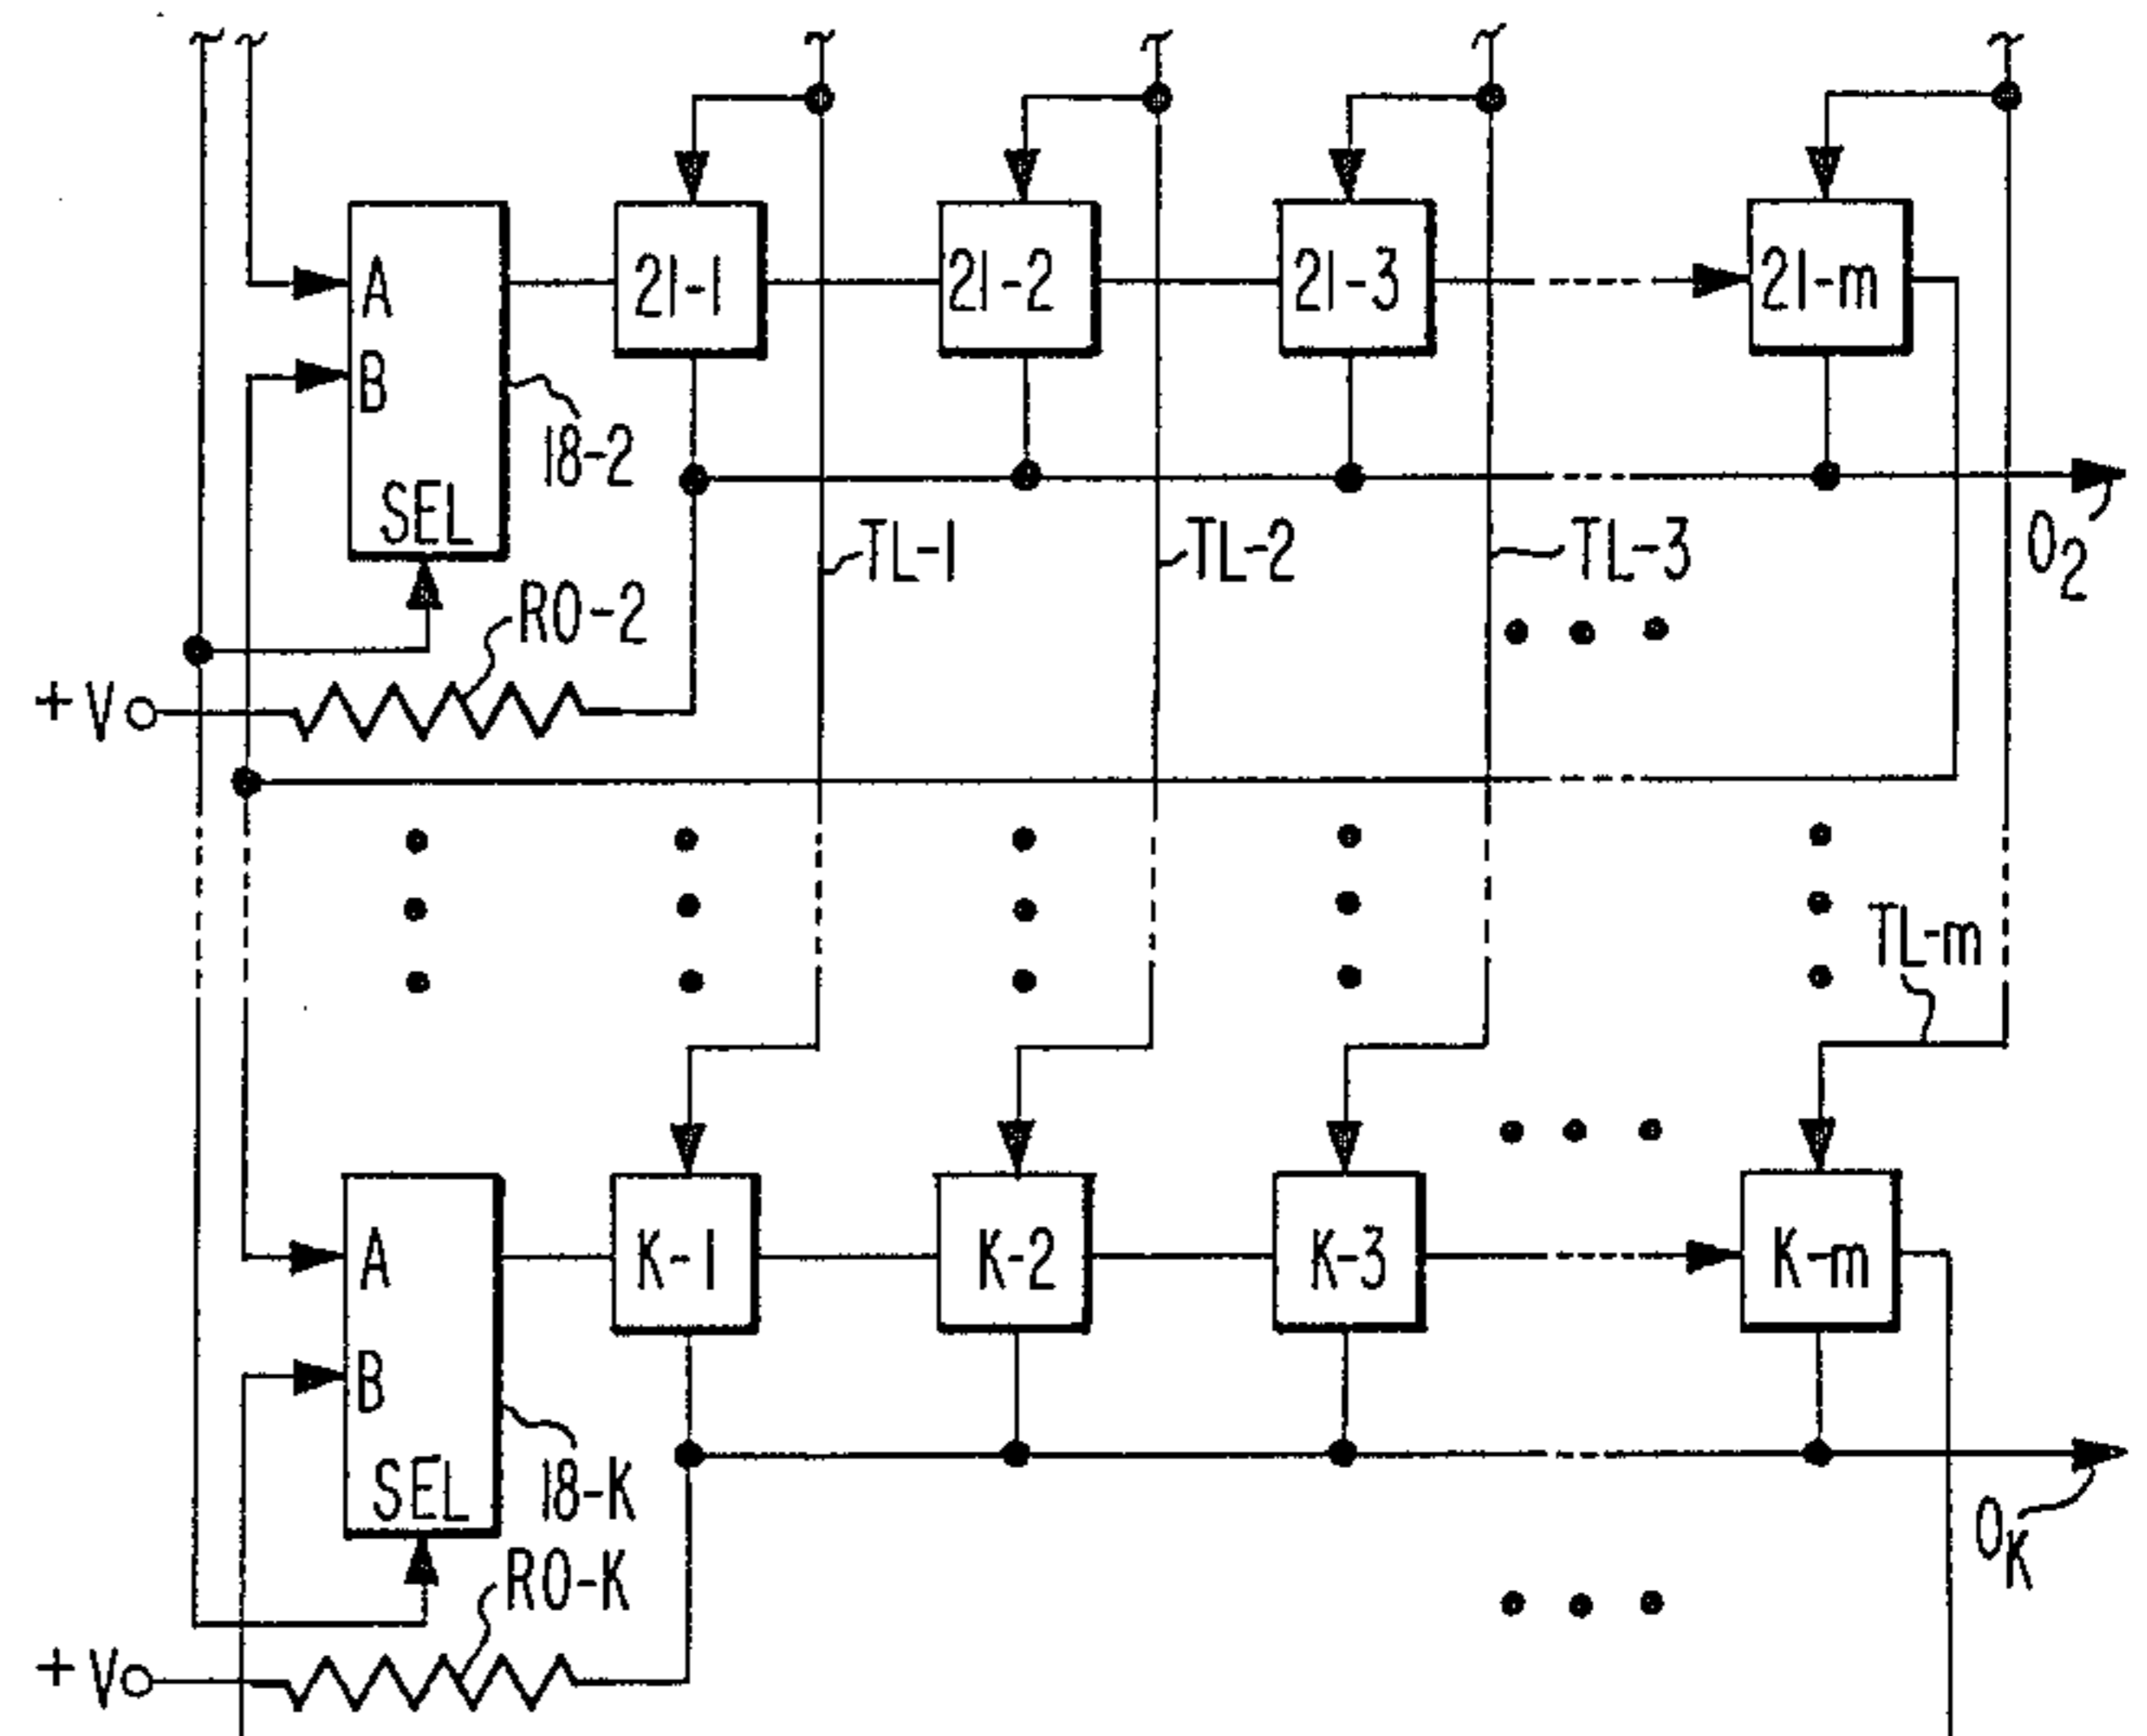 A
21-1
21-2
21-3
21-m
B
18-2
SEL
TL-1
TL-2
TL-3
O2
RO-2
+V
TL-m
A
K-1
K-2
K-3
K-m
B
SEL
18-K
OK
RO-K
+V